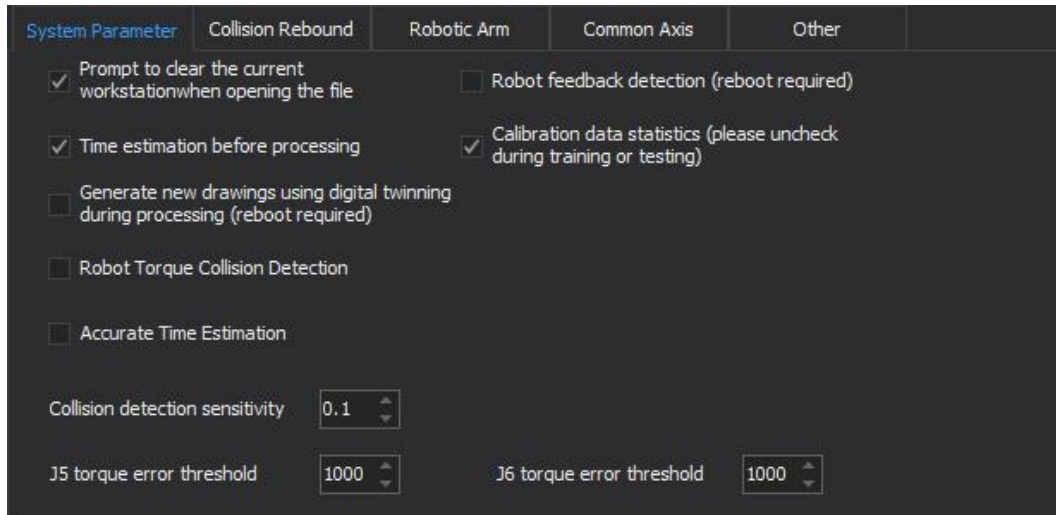 System Parameter
Collision Rebound
Robotic Arm
Common Axis
Other
Prompt to clear the current
workstationwhen opening the file
Robot feedback detection (reboot required)
Time estimation before processing
Calibration data statistics (please uncheck
during training or testing)
Generate new drawings using digital twinning
during processing (reboot required)
Robot Torque Collision Detection
Accurate Time Estimation
Collision detection sensitivity 0.1
J5 torque error threshold 1000
J6 torque error threshold 1000